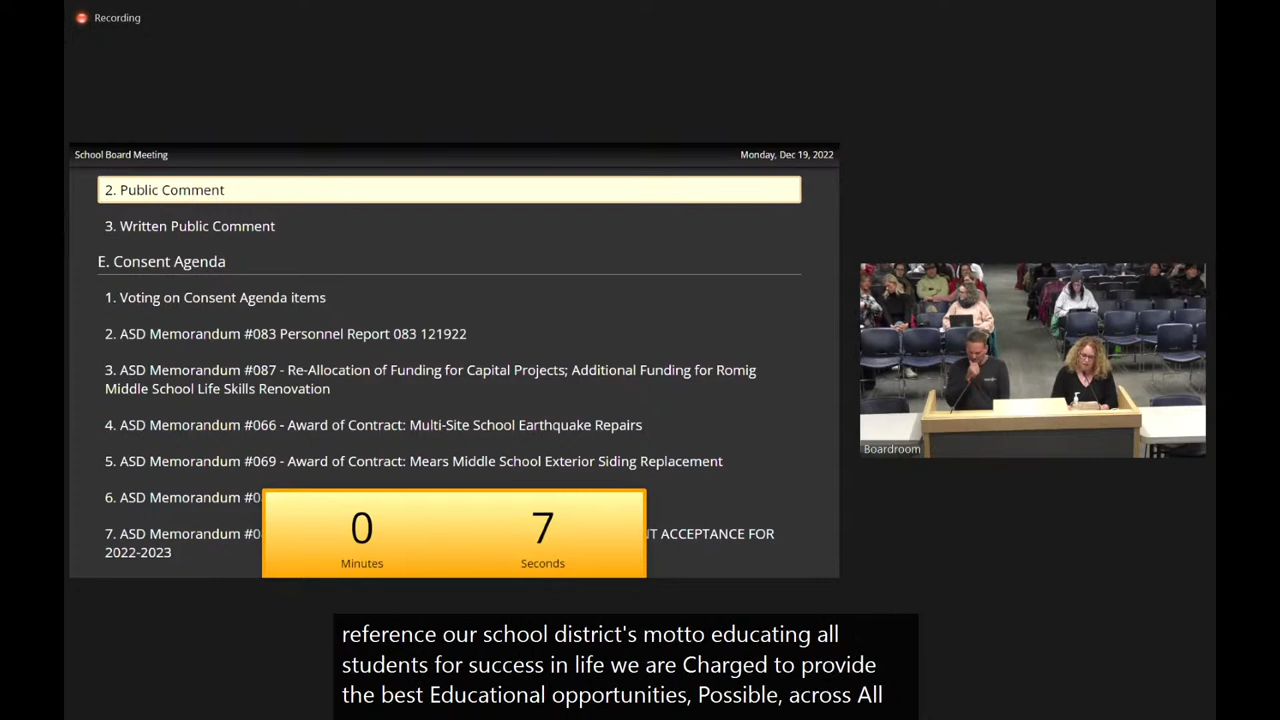 Recording
School Board Meeting
Monday, Dec 19, 2022
2. Public Comment
3. Written Public Comment
E. Consent Agenda
1. Voting on Consent Agenda items
2. ASD Memorandum #083 Personnel Report 083 121922
3. ASD Memorandum #087 - Re-Allocation of Funding for Capital Projects; Additional Funding for Romig
Middle School Life Skills Renovation
4. ASD Memorandum #066 - Award of Contract: Multi-Site School Earthquake Repairs
5. ASD Memorandum #069 - Award of Contract: Mears Middle School Exterior Siding Replacement
6. ASD Memorandum
7. ASD Memorandum ACCEPTANCE FOR
2022-2023
0 7
Minutes Seconds
Boardroom
reference our school district's motto educating all
students for success in life we are Charged to provide
the best Educational opportunities, Possible, across All